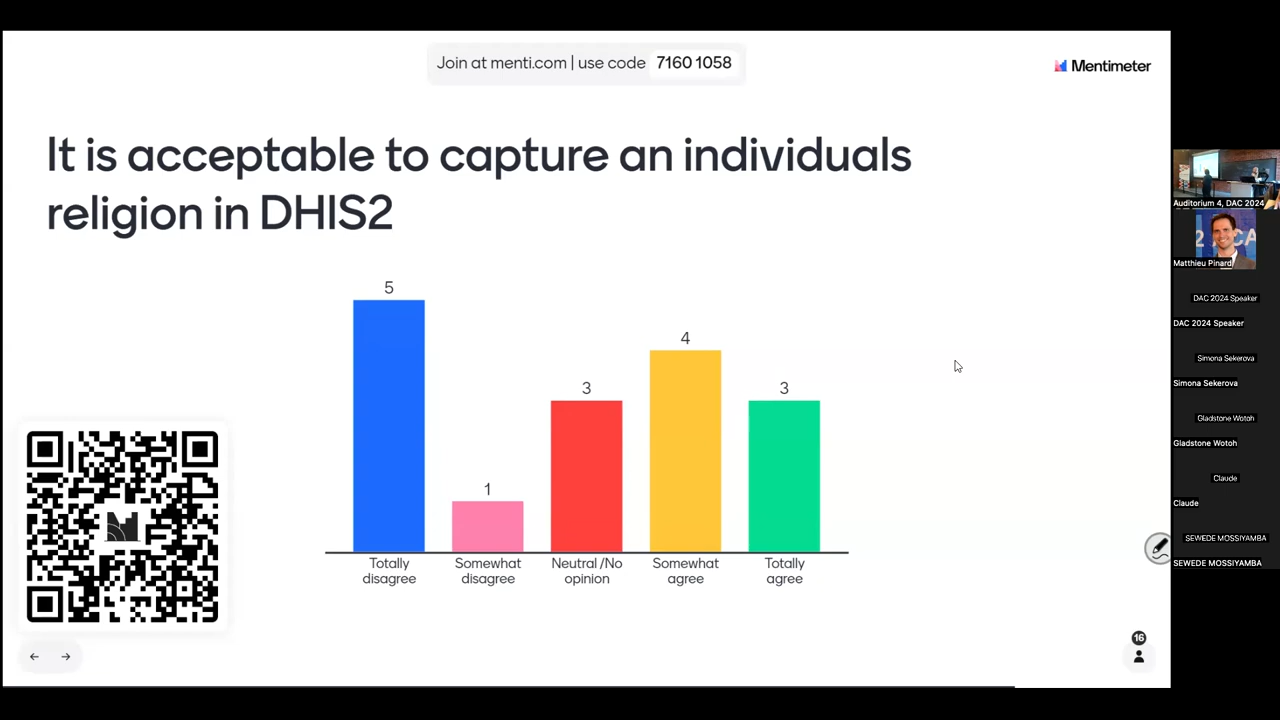 Join at menti.com | use code 7160 1058
Mentimeter
It is acceptable to capture an individuals
religion in DHIS2
5
1
3
4
3
Totally
disagree
Somewhat
disagree
Neutral /No
opinion
Somewhat
agree
Totally
agree
16
Auditorium 4, DAC 2024
Matthieu Pinard
DAC 2024 Speaker
DAC 2024 Speaker
Simona Sekerova
Simona Sekerova
Gladstone Wotoh
Gladstone Wotoh
Claude
Claude
SEWEDE MOSSIYAMBA
SEWEDE MOSSIYAMBA